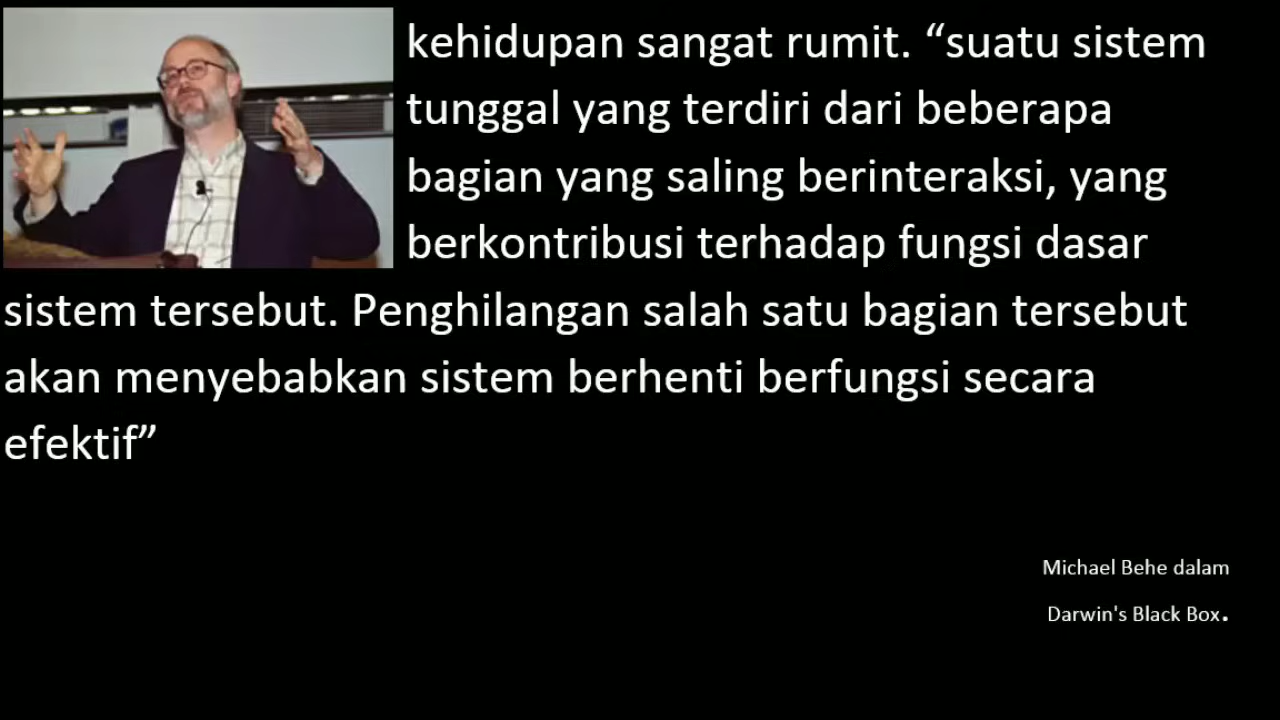 kehidupan sangat rumit. “suatu sistem
tunggal yang terdiri dari beberapa
bagian yang saling berinteraksi, yang
berkontribusi terhadap fungsi dasar
sistem tersebut. Penghilangan salah satu bagian tersebut
akan menyebabkan sistem berhenti berfungsi secara
efektif”
Michael Behe dalam
Darwin's Black Box.